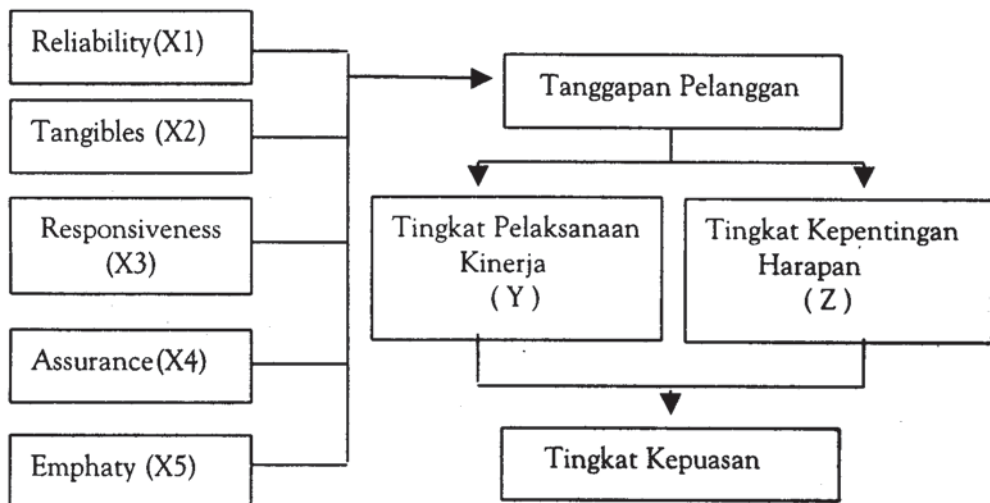 Reliability(X1)
Tangibles (X2)
Responsiveness
(X3)
Assurance(X4)
Emphaty (X5)
Tanggapan Pelanggan
Tingkat Pelaksanaan
Kinerja
( Y )
Tingkat Kepentingan
Harapan
( Z )
Tingkat Kepuasan